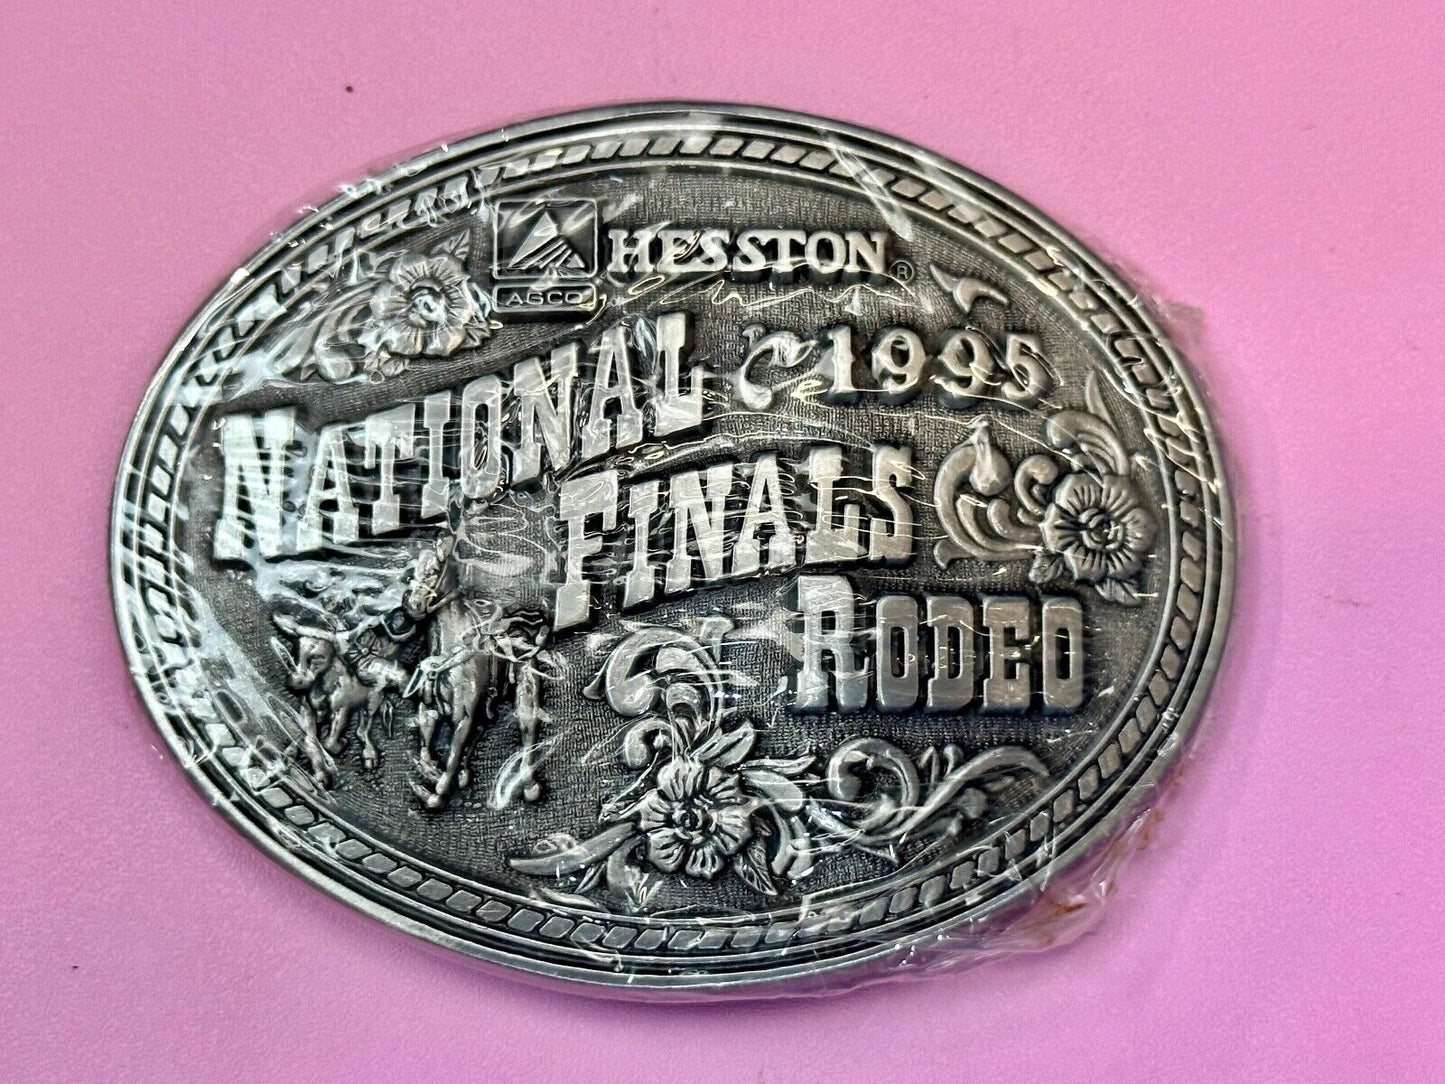 HESSTON®
AGCO
1995
NATIONAL
FINALS
RODEO